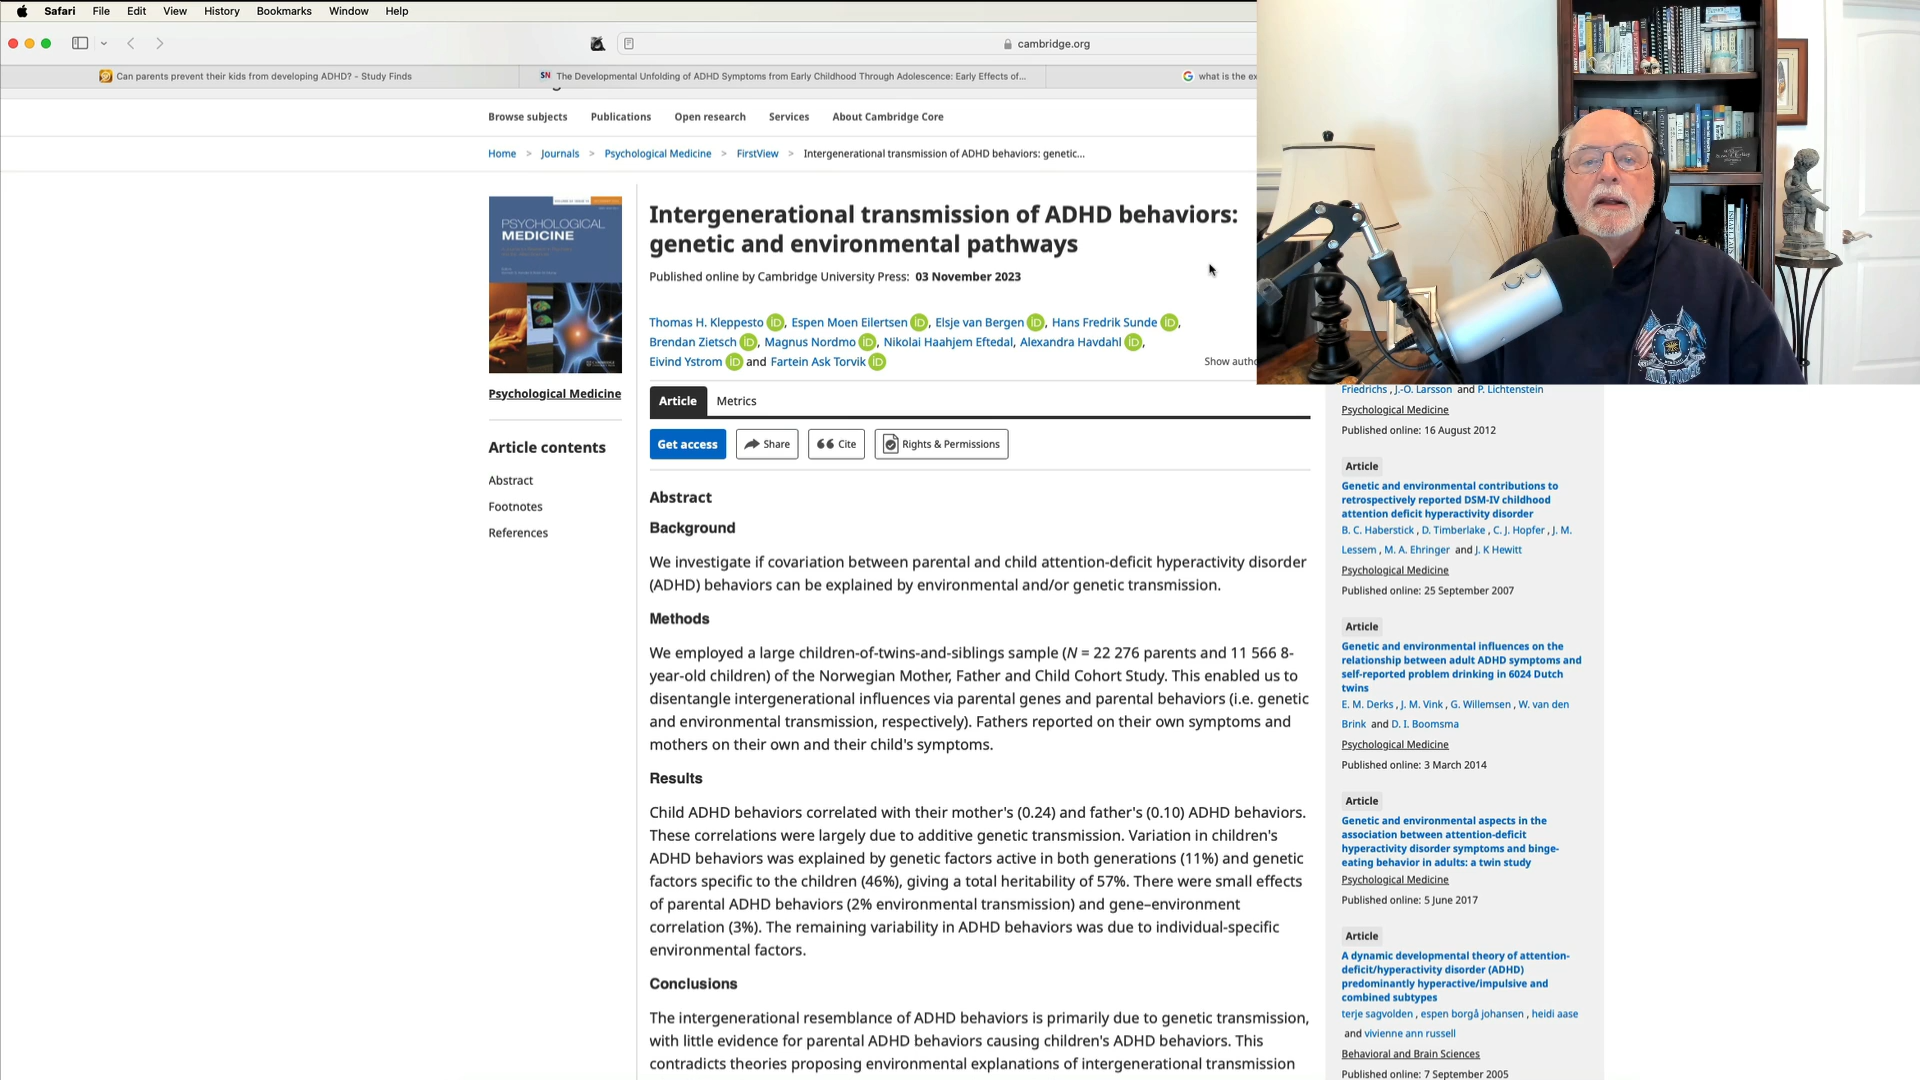 Safari File Edit View History Bookmarks Window Help
cambridge.org
Can parents prevent their kids from developing ADHD? - Study Finds
SN The Developmental Unfolding of ADHD Symptoms from Early Childhood Through Adolescence: Early Effects of...
G what is the ex
Browse subjects Publications Open research Services About Cambridge Core
Home > Journals > Psychological Medicine > FirstView > Intergenerational transmission of ADHD behaviors: genetic...
PSYCHOLOGICAL
MEDICINE
Psychological Medicine
Article contents
Abstract
Footnotes
References
Intergenerational transmission of ADHD behaviors:
genetic and environmental pathways
Published online by Cambridge University Press: 03 November 2023
Thomas H. Kleppesto iD, Espen Moen Eilertsen iD, Elsje van Bergen iD, Hans Fredrik Sunde iD,
Brendan Zietsch iD, Magnus Nordmo iD, Nikolai Haahjem Eftedal, Alexandra Havdahl iD,
Eivind Ystrom iD and Fartein Ask Torvik iD
Show autho
Article Metrics
Get access Share Cite Rights & Permissions
Abstract
Background
We investigate if covariation between parental and child attention-deficit hyperactivity disorder
(ADHD) behaviors can be explained by environmental and/or genetic transmission.
Methods
We employed a large children-of-twins-and-siblings sample (N = 22 276 parents and 11 566 8-
year-old children) of the Norwegian Mother, Father and Child Cohort Study. This enabled us to
disentangle intergenerational influences via parental genes and parental behaviors (i.e. genetic
and environmental transmission, respectively). Fathers reported on their own symptoms and
mothers on their own and their child's symptoms.
Results
Child ADHD behaviors correlated with their mother's (0.24) and father's (0.10) ADHD behaviors.
These correlations were largely due to additive genetic transmission. Variation in children's
ADHD behaviors was explained by genetic factors active in both generations (11%) and genetic
factors specific to the children (46%), giving a total heritability of 57%. There were small effects
of parental ADHD behaviors (2% environmental transmission) and gene–environment
correlation (3%). The remaining variability in ADHD behaviors was due to individual-specific
environmental factors.
Conclusions
The intergenerational resemblance of ADHD behaviors is primarily due to genetic transmission,
with little evidence for parental ADHD behaviors causing children's ADHD behaviors. This
contradicts theories proposing environmental explanations of intergenerational transmission
Friedrichs , J.-O. Larsson and P. Lichtenstein
Psychological Medicine
Published online: 16 August 2012
Article
Genetic and environmental contributions to
retrospectively reported DSM-IV childhood
attention deficit hyperactivity disorder
B. C. Haberstick , D. Timberlake , C. J. Hopfer , J. M.
Lessem , M. A. Ehringer and J. K Hewitt
Psychological Medicine
Published online: 25 September 2007
Article
Genetic and environmental influences on the
relationship between adult ADHD symptoms and
self-reported problem drinking in 6024 Dutch
twins
E. M. Derks , J. M. Vink , G. Willemsen , W. van den
Brink and D. I. Boomsma
Psychological Medicine
Published online: 3 March 2014
Article
Genetic and environmental aspects in the
association between attention-deficit
hyperactivity disorder symptoms and binge-
eating behavior in adults: a twin study
Psychological Medicine
Published online: 5 June 2017
Article
A dynamic developmental theory of attention-
deficit/hyperactivity disorder (ADHD)
predominantly hyperactive/impulsive and
combined subtypes
terje sagvolden , espen borgå johansen , heidi aase
and vivienne ann russell
Behavioral and Brain Sciences
Published online: 7 September 2005